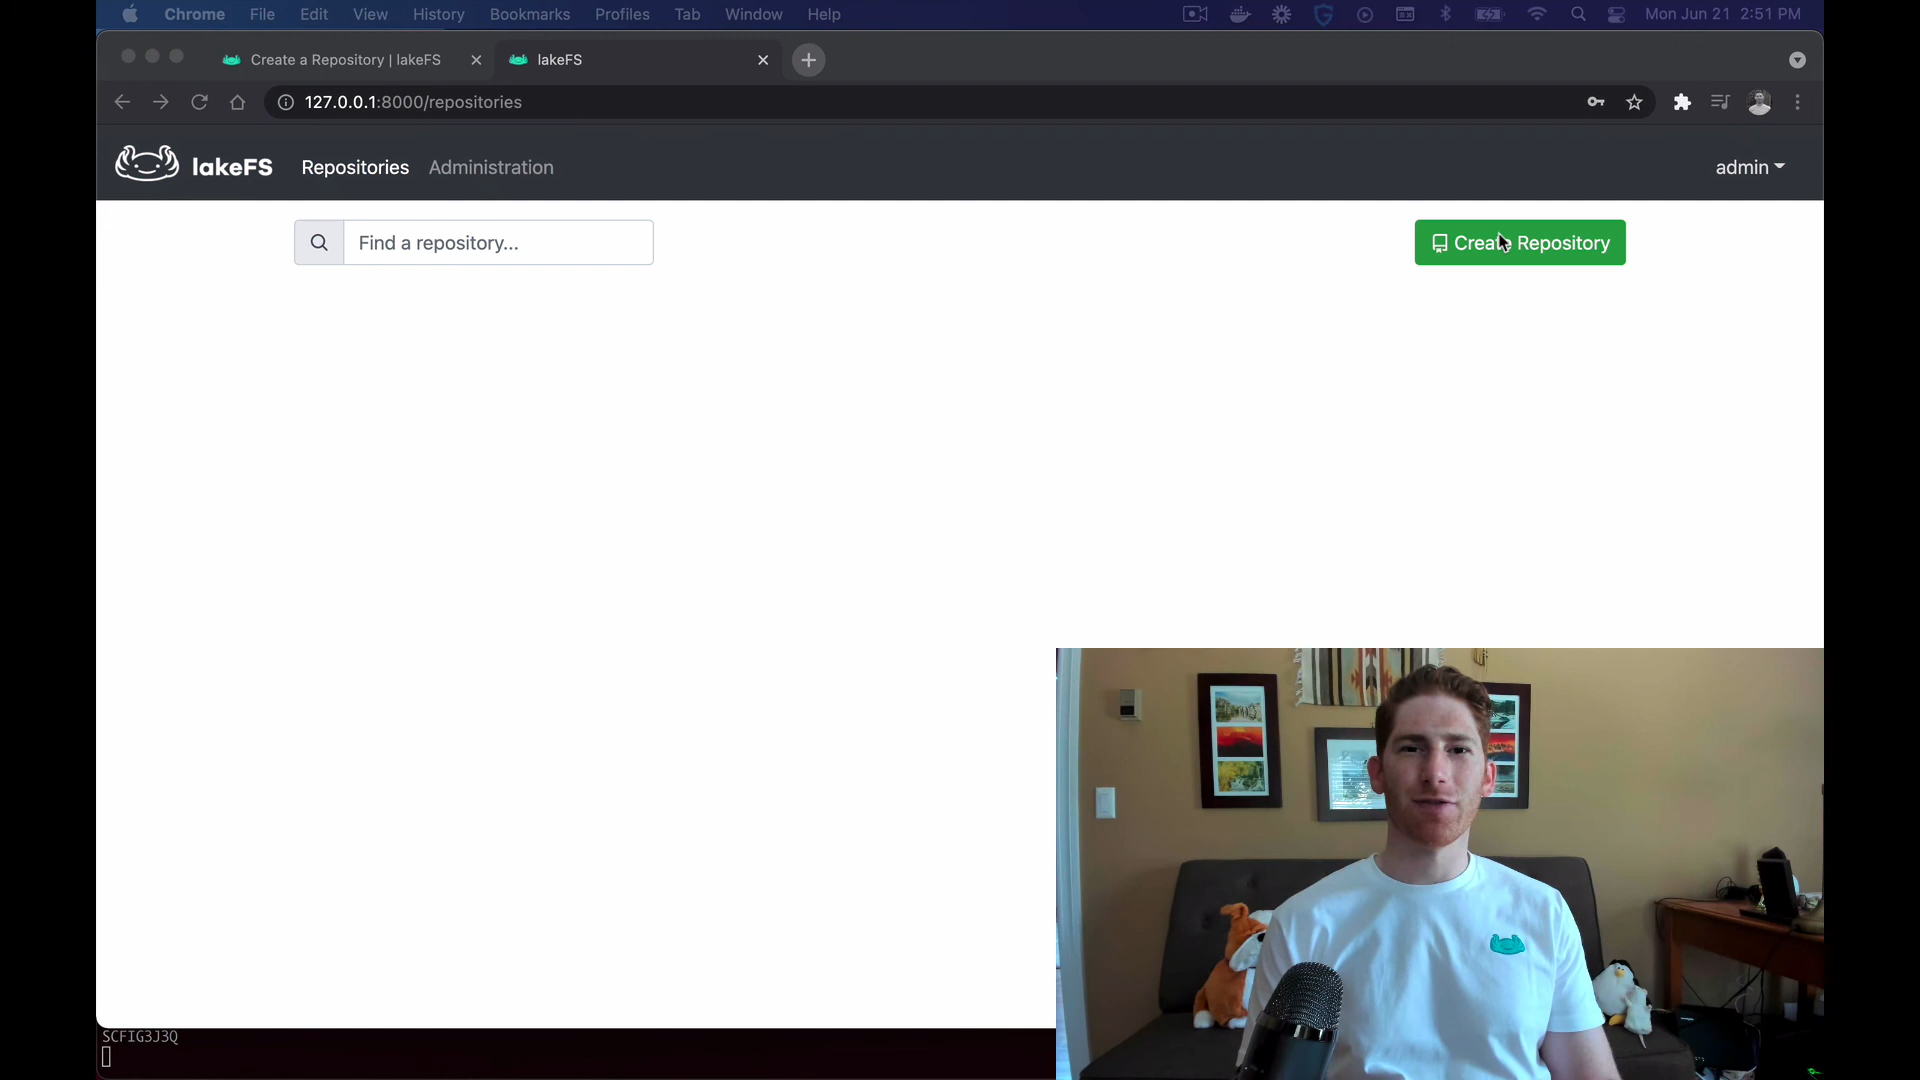 Chrome File Edit View History Bookmarks Profiles Tab Window Help Mon Jun 21 2:51 PM
Create a Repository | lakeFS lakeFS
127.0.0.1:8000/repositories
lakeFS Repositories Administration admin
Find a repository... Create Repository
SCFIG3J3Q